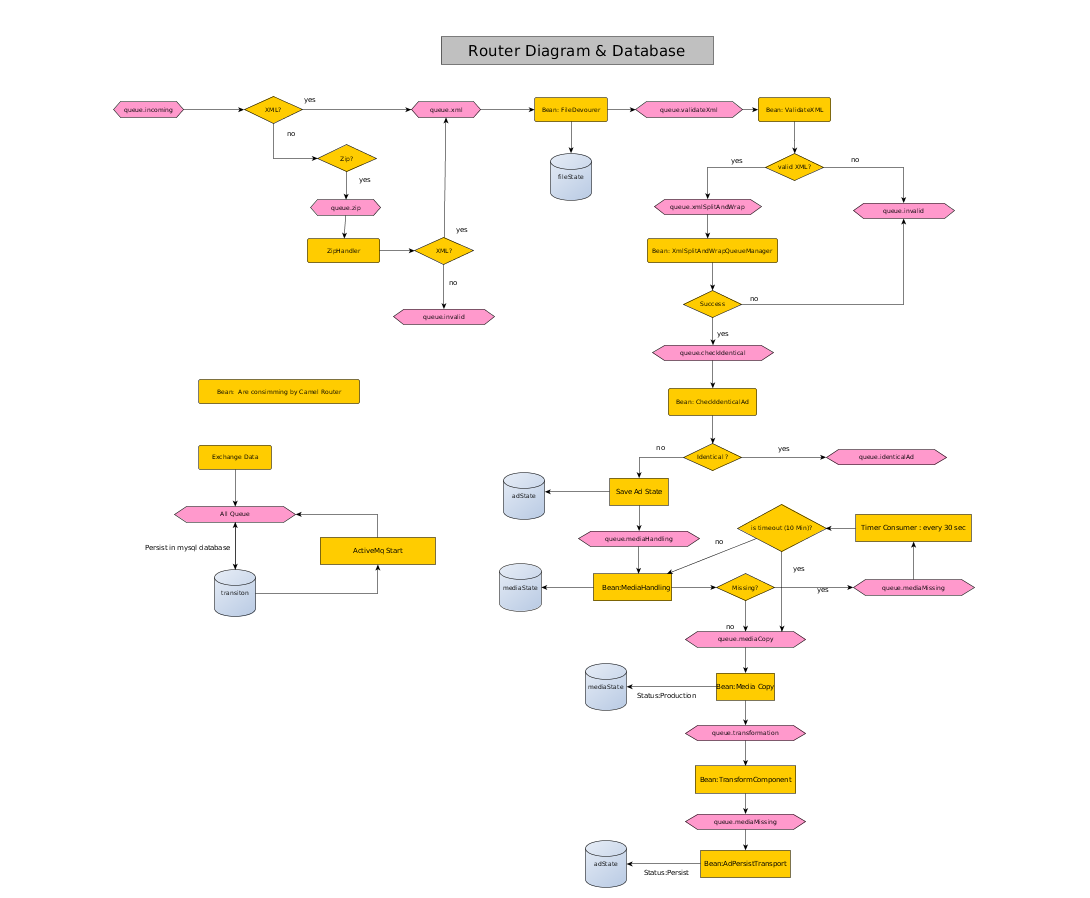 Router Diagram & Database
queue.incoming
XML?
yes
queue.xml
Bean: FileDevourer
queue.validateXml
Bean: ValidateXML
no
Zip?
yes
fileState
yes
valid XML?
no
queue.zip
queue.xmlSplitAndWrap
queue.invalid
ZipHandler
XML?
yes
Bean: XmlSplitAndWrapQueueManager
no
queue.invalid
Success
no
yes
queue.checkIdentical
Bean: Are consimming by Camel Router
Bean: CheckIdenticalAd
no
Identical ?
yes
queue.identicalAd
Exchange Data
adState
Save Ad State
All Queue
is timeout (10 Min)?
Timer Consumer : every 30 sec
Persist in mysql database
ActiveMq Start
queue.mediaHandling
no
yes
transiton
mediaState
Bean:MediaHandling
Missing?
yes
queue.mediaMissing
no
queue.mediaCopy
mediaState
Status:Production
Bean:Media Copy
queue.transformation
Bean:TransformComponent
queue.mediaMissing
adState
Status:Persist
Bean:AdPersistTransport